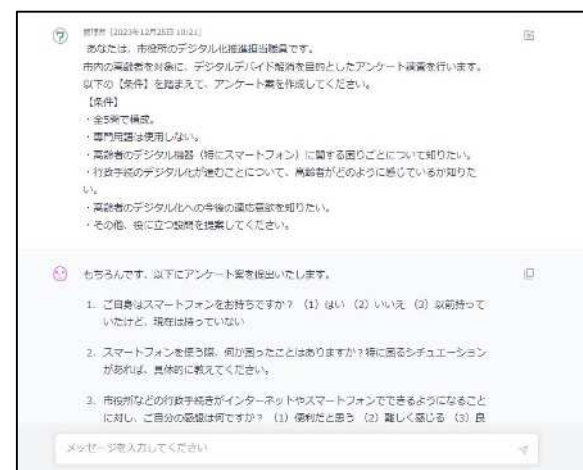 管理者 [2023年12月25日 10:21]
あなたは、市役所のデジタル化推進担当職員です。
市内の高齢者を対象に、デジタルデバイド解消を目的としたアンケート調査を行います。
以下の【条件】を踏まえて、アンケート案を作成してください。
【条件】
・全5問で構成。
・専門用語は使用しない。
・高齢者のデジタル機器（特にスマートフォン）に関する困りごとについて知りたい。
・行政手続のデジタル化が進むことについて、高齢者がどのように感じているか知りた
い。
・高齢者のデジタル化への今後の適応意欲を知りたい。
・その他、役に立つ設問を提案してください。
もちろんです、以下にアンケート案を提出いたします。
1. ご自身はスマートフォンをお持ちですか？ （1）はい （2）いいえ （3）以前持って
いたけど、現在は持っていない
2. スマートフォンを使う際、何か困ったことはありますか？特に困るシチュエーション
があれば、具体的に教えてください。
3. 市役所などの行政手続きがインターネットやスマートフォンでできるようになること
に対し、ご自分の感想は何ですか？ （1）便利だと思う （2）難しく感じる （3）良
メッセージを入力してください